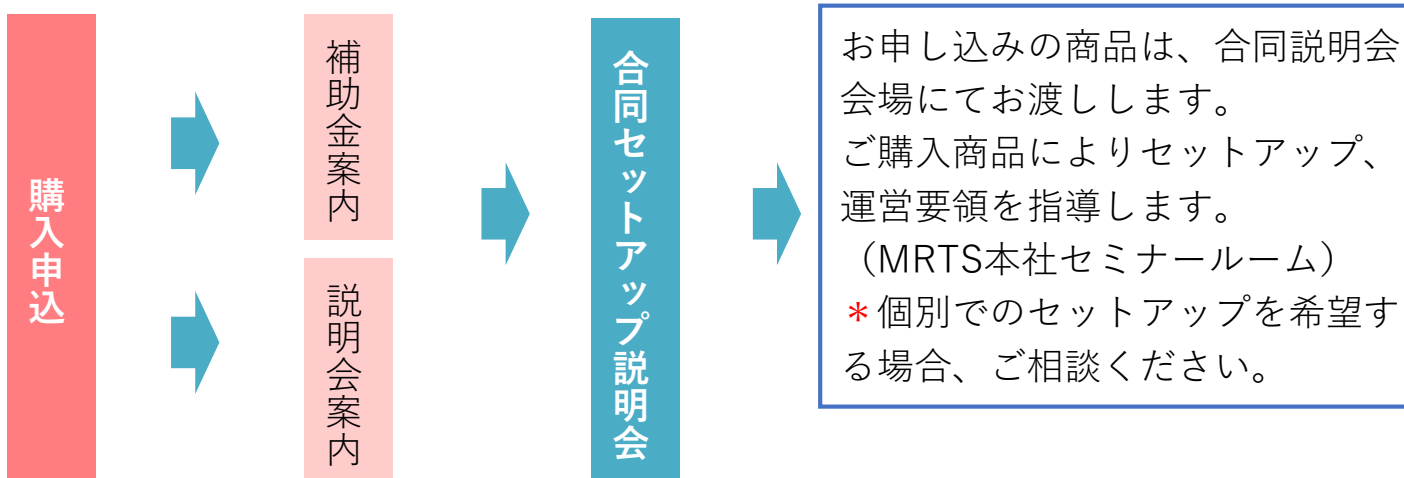 購入申込
補助金案内
説明会案内
合同セットアップ説明会
お申し込みの商品は、合同説明会
会場にてお渡しします。
ご購入商品によりセットアップ、
運営要領を指導します。
（MRTS本社セミナールーム）
＊個別でのセットアップを希望す
る場合、ご相談ください。